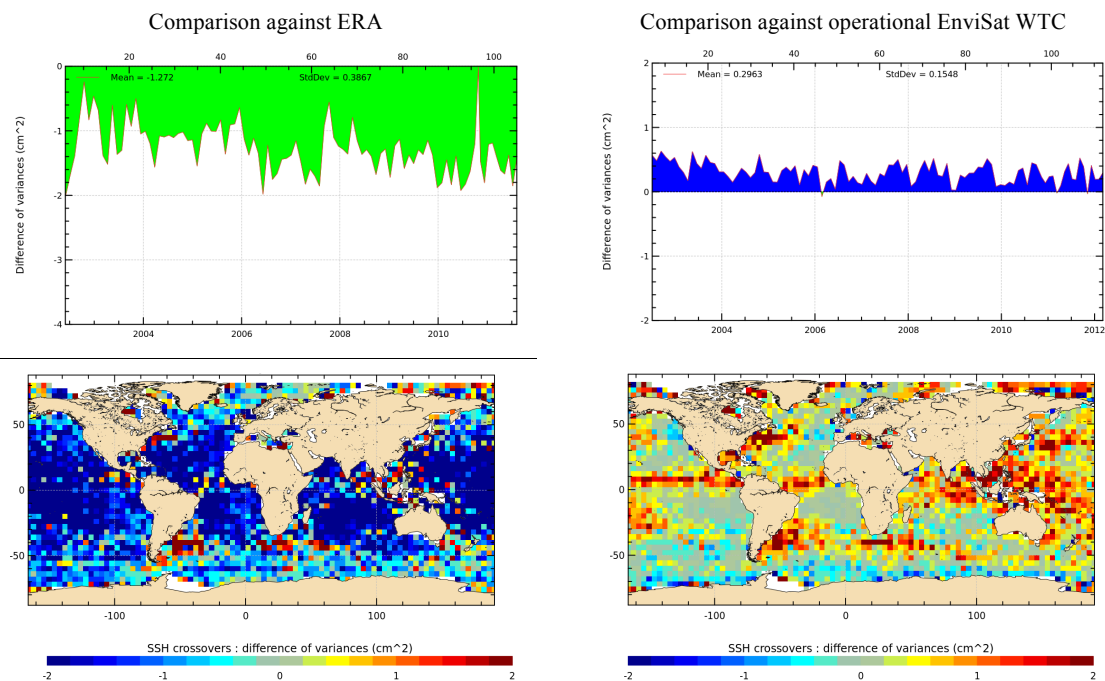 Comparison against ERA
20 40 60 80 100
Mean = -1.272 StdDev = 0.3867
0
-1
-2
-3
-4
Difference of variances (cm^2)
2004 2006 2008 2010
Comparison against operational EnviSat WTC
20 40 60 80 100
Mean = 0.2963 StdDev = 0.1548
2
1
0
-1
-2
Difference of variances (cm^2)
2004 2006 2008 2010 2012
50
0
-50
-100 0 100
SSH crossovers : difference of variances (cm^2)
-2 -1 0 1 2
50
0
-50
-100 0 100
SSH crossovers : difference of variances (cm^2)
-2 -1 0 1 2